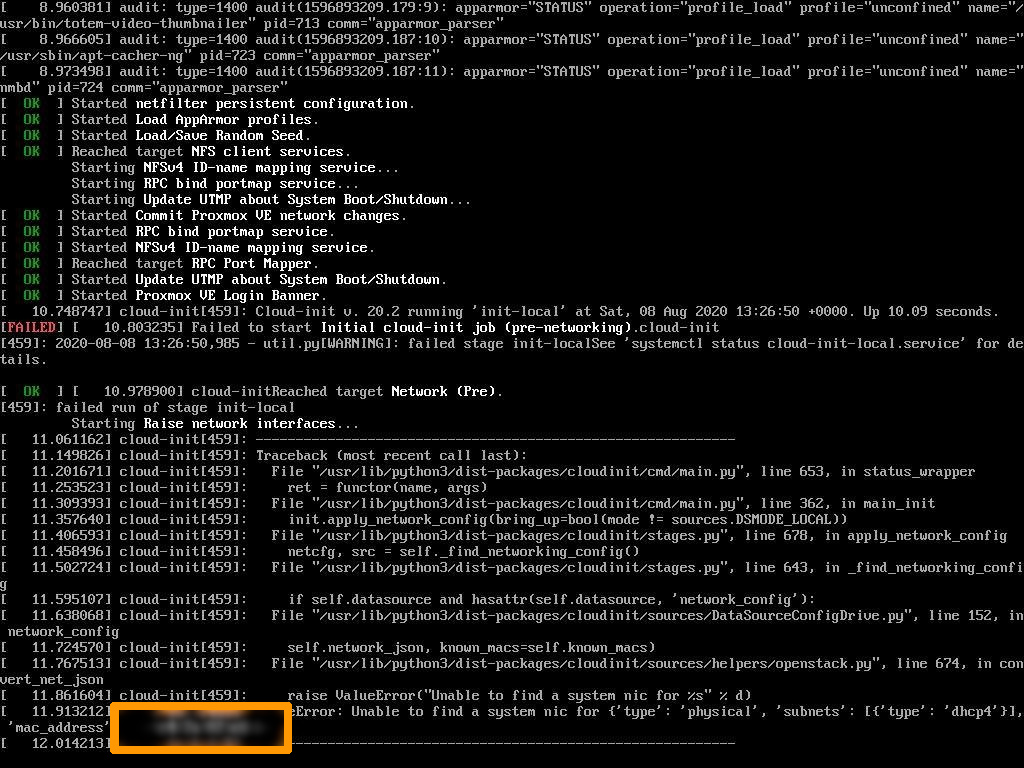 [    8.960381] audit: type=1400 audit(1596893209.179:9): apparmor="STATUS" operation="profile_load" profile="unconfined" name="/
usr/bin/totem-video-thumbnailer" pid=713 comm="apparmor_parser"
[    8.966605] audit: type=1400 audit(1596893209.187:10): apparmor="STATUS" operation="profile_load" profile="unconfined" name="
/usr/sbin/apt-cacher-ng" pid=723 comm="apparmor_parser"
[    8.973498] audit: type=1400 audit(1596893209.187:11): apparmor="STATUS" operation="profile_load" profile="unconfined" name="
nmbd" pid=724 comm="apparmor_parser"
[  OK  ] Started netfilter persistent configuration.
[  OK  ] Started Load AppArmor profiles.
[  OK  ] Started Load/Save Random Seed.
[  OK  ] Reached target NFS client services.
         Starting NFSv4 ID-name mapping service...
         Starting RPC bind portmap service...
         Starting Update UTMP about System Boot/Shutdown...
[  OK  ] Started Commit Proxmox VE network changes.
[  OK  ] Started RPC bind portmap service.
[  OK  ] Started NFSv4 ID-name mapping service.
[  OK  ] Reached target RPC Port Mapper.
[  OK  ] Started Update UTMP about System Boot/Shutdown.
[  OK  ] Started Proxmox VE Login Banner.
[   10.748747] cloud-init[459]: Cloud-init v. 20.2 running 'init-local' at Sat, 08 Aug 2020 13:26:50 +0000. Up 10.09 seconds.
[FAILED] [   10.803235] Failed to start Initial cloud-init job (pre-networking).cloud-init
[459]: 2020-08-08 13:26:50,985 - util.py[WARNING]: failed stage init-localSee 'systemctl status cloud-init-local.service' for de
tails.
[  OK  ] [   10.978900] cloud-initReached target Network (Pre).
[459]: failed run of stage init-local
         Starting Raise network interfaces...
[   11.061162] cloud-init[459]: ------------------------------------------------------------
[   11.149826] cloud-init[459]: Traceback (most recent call last):
[   11.201671] cloud-init[459]:   File "/usr/lib/python3/dist-packages/cloudinit/cmd/main.py", line 653, in status_wrapper
[   11.253523] cloud-init[459]:     ret = functor(name, args)
[   11.309393] cloud-init[459]:   File "/usr/lib/python3/dist-packages/cloudinit/cmd/main.py", line 362, in main_init
[   11.357640] cloud-init[459]:     init.apply_network_config(bring_up=bool(mode != sources.DSMODE_LOCAL))
[   11.406593] cloud-init[459]:   File "/usr/lib/python3/dist-packages/cloudinit/stages.py", line 678, in apply_network_config
[   11.458496] cloud-init[459]:     netcfg, src = self._find_networking_config()
[   11.502724] cloud-init[459]:   File "/usr/lib/python3/dist-packages/cloudinit/stages.py", line 643, in _find_networking_confi
g
[   11.595107] cloud-init[459]:     if self.datasource and hasattr(self.datasource, 'network_config'):
[   11.638068] cloud-init[459]:   File "/usr/lib/python3/dist-packages/cloudinit/sources/DataSourceConfigDrive.py", line 152, in
 network_config
[   11.724570] cloud-init[459]:     self.network_json, known_macs=self.known_macs)
[   11.767513] cloud-init[459]:   File "/usr/lib/python3/dist-packages/cloudinit/sources/helpers/openstack.py", line 674, in con
vert_net_json
[   11.861604] cloud-init[459]:     raise ValueError("Unable to find a system nic for %s" % d)
[   11.913212] eError: Unable to find a system nic for {'type': 'physical', 'subnets': [{'type': 'dhcp4'}],
 'mac_address'
[   12.014213] --------------------------------------------------------